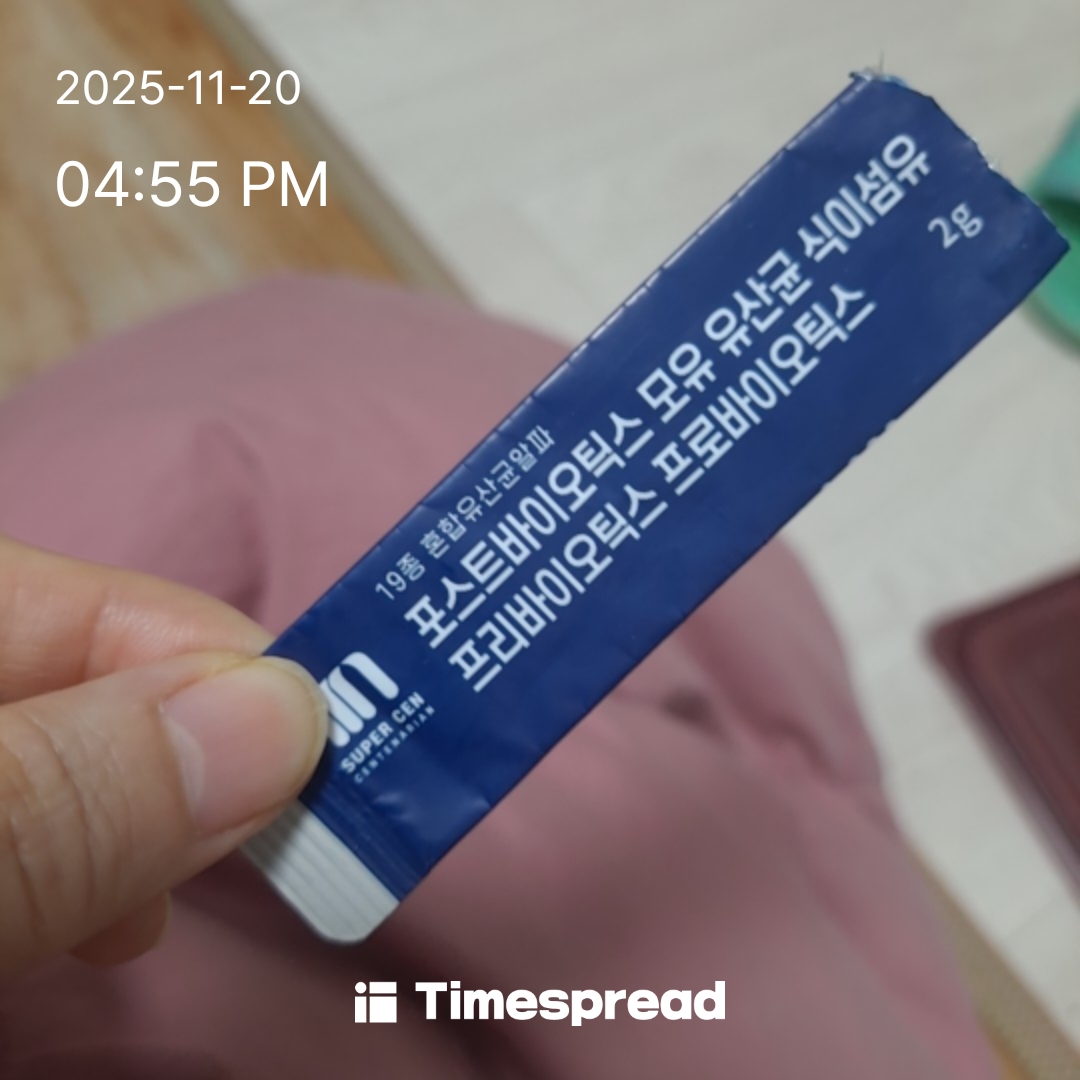 2025-11-20
04:55 PM
19종 혼합유산균알파
포스트바이오틱스 모유 유산균 식이섬유
프리바이오틱스 프로바이오틱스
2g
SUPER CEN
CENTENARIAN
Timespread